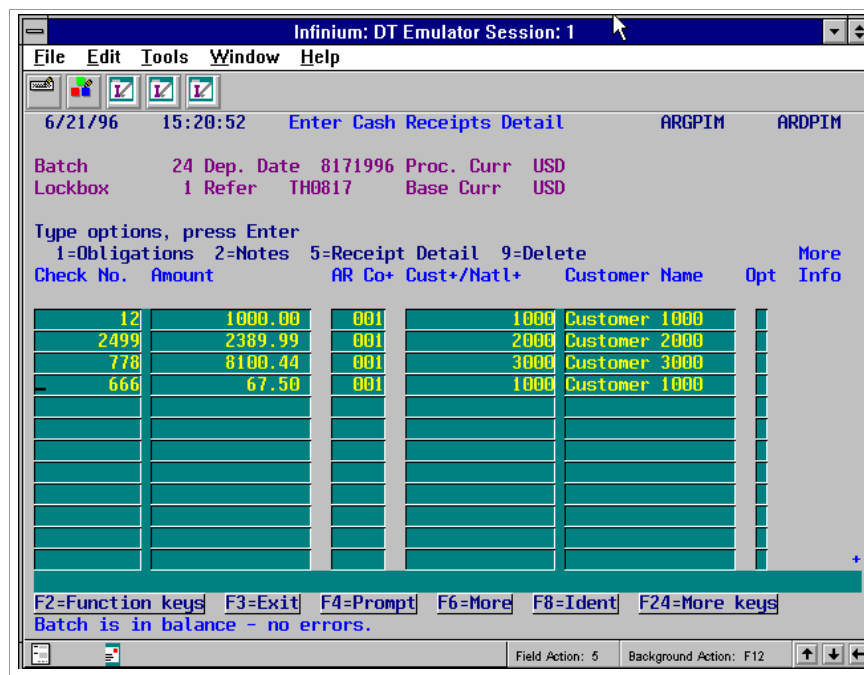 Infinium: DT Emulator Session: 1
File Edit Tools Window Help
6/21/96 15:20:52 Enter Cash Receipts Detail ARGPIM ARDPIM
Batch 24 Dep. Date 8171996 Proc. Curr USD
Lockbox 1 Refer TH0817 Base Curr USD
Type options, press Enter
1=Obligations 2=Notes 5=Receipt Detail 9=Delete More
Check No. Amount AR Co+ Cust+/Natl+ Customer Name Opt Info
12 1000.00 001 1000 Customer 1000
2499 2389.99 001 2000 Customer 2000
778 8100.44 001 3000 Customer 3000
666 67.50 001 1000 Customer 1000
+
F2=Function keys F3=Exit F4=Prompt F6=More F8=Ident F24=More keys
Batch is in balance - no errors.
Field Action: 5 Background Action: F12